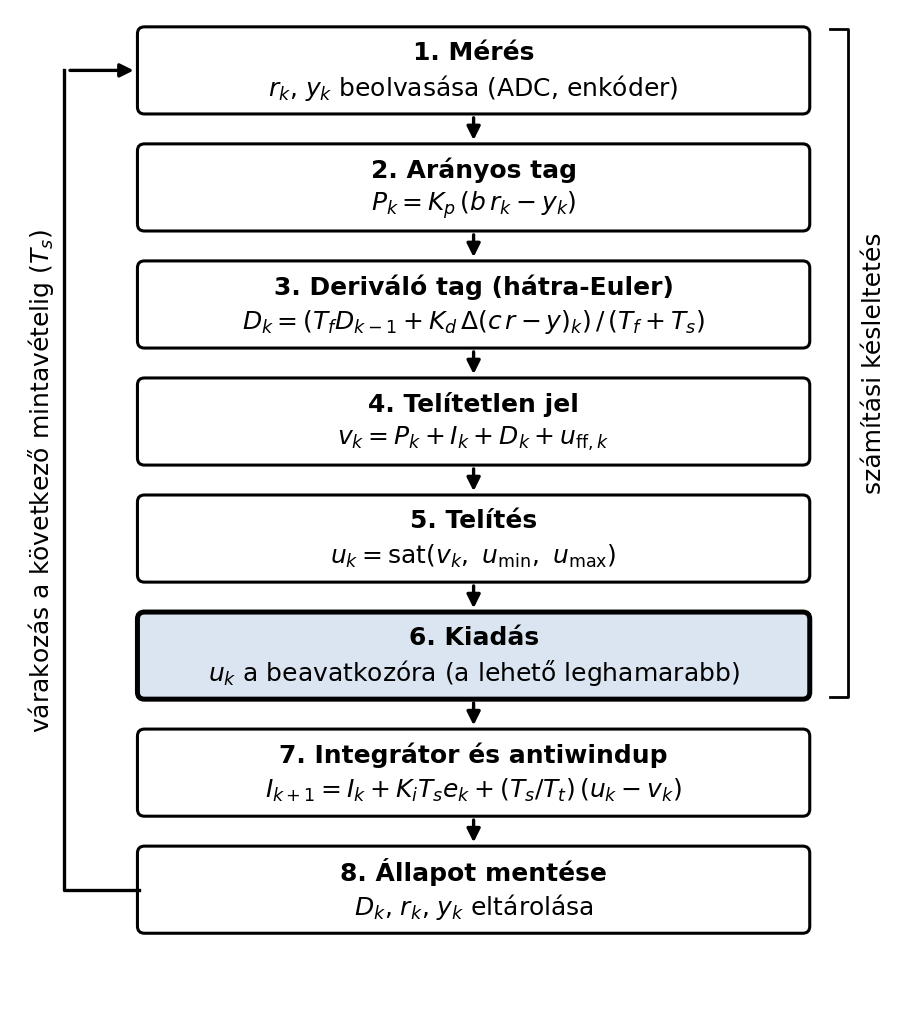 1. Mérés
r_k, y_k beolvasása (ADC, enkóder)
2. Arányos tag
P_k = K_p (b r_k − y_k)
3. Deriváló tag (hátra-Euler)
D_k = (T_f D_{k−1} + K_d Δ(c r − y)_k) / (T_f + T_s)
4. Telítetlen jel
v_k = P_k + I_k + D_k + u_{ff,k}
5. Telítés
u_k = sat(v_k, u_min, u_max)
6. Kiadás
u_k a beavatkozóra (a lehető leghamarabb)
7. Integrátor és antiwindup
I_{k+1} = I_k + K_i T_s e_k + (T_s/T_t) (u_k − v_k)
8. Állapot mentése
D_k, r_k, y_k eltárolása
várakozás a következő mintavételig (T_s)
számítási késleltetés